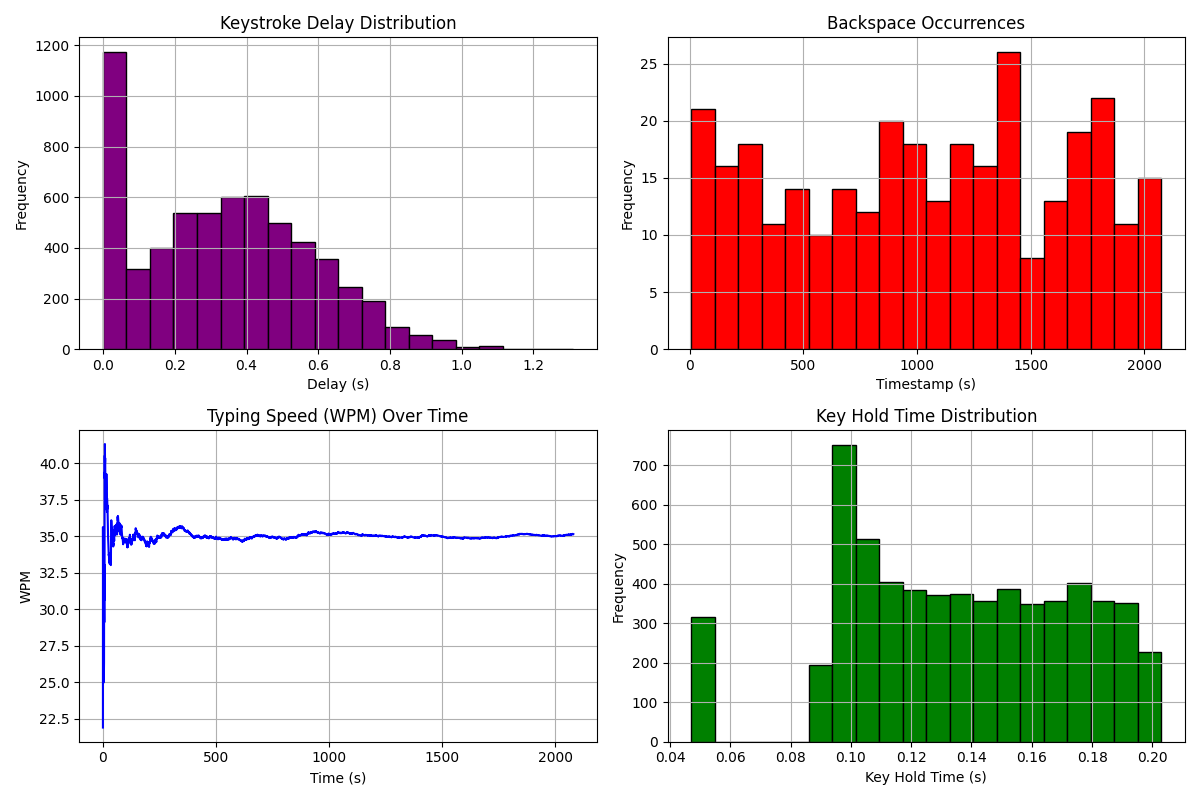 Keystroke Delay Distribution
1200
1000
800
600
400
200
0
Frequency
0.0 0.2 0.4 0.6 0.8 1.0 1.2
Delay (s)
Backspace Occurrences
25
20
15
10
5
0
Frequency
0 500 1000 1500 2000
Timestamp (s)
Typing Speed (WPM) Over Time
40.0
37.5
35.0
32.5
30.0
27.5
25.0
22.5
WPM
0 500 1000 1500 2000
Time (s)
Key Hold Time Distribution
700
600
500
400
300
200
100
0
Frequency
0.04 0.06 0.08 0.10 0.12 0.14 0.16 0.18 0.20
Key Hold Time (s)